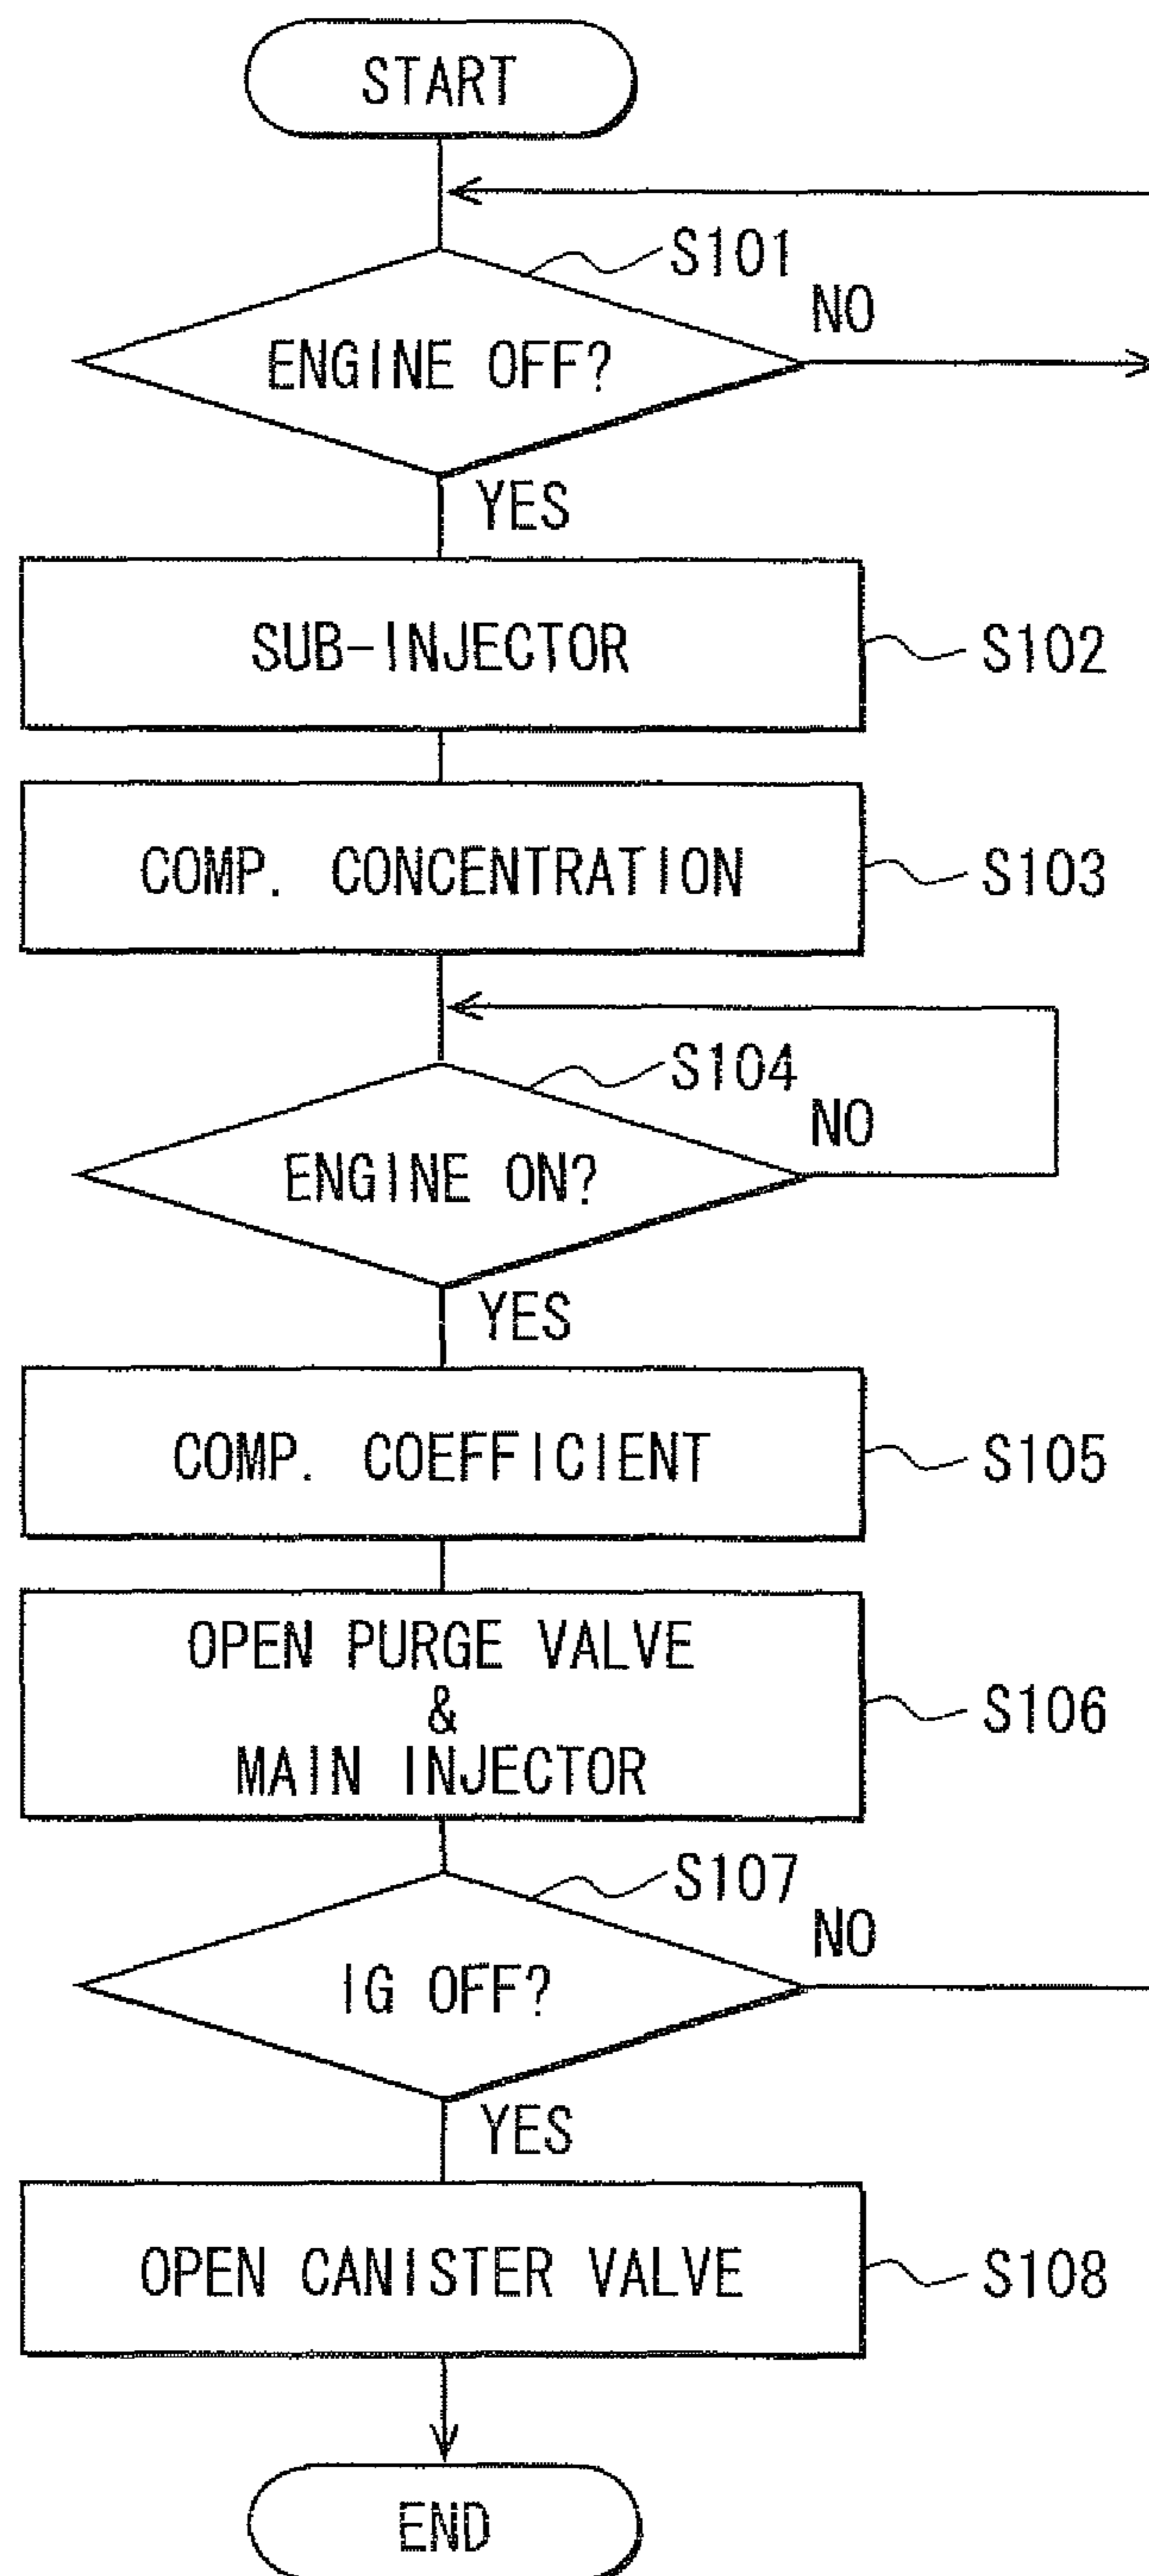 START
S101
NO
ENGINE OFF?
YES
SUB-INJECTOR
S102
COMP. CONCENTRATION
S103
S104
NO
ENGINE ON?
YES
COMP. COEFFICIENT
S105
OPEN PURGE VALVE
&
MAIN INJECTOR
S106
S107
NO
IG OFF?
YES
OPEN CANISTER VALVE
S108
END